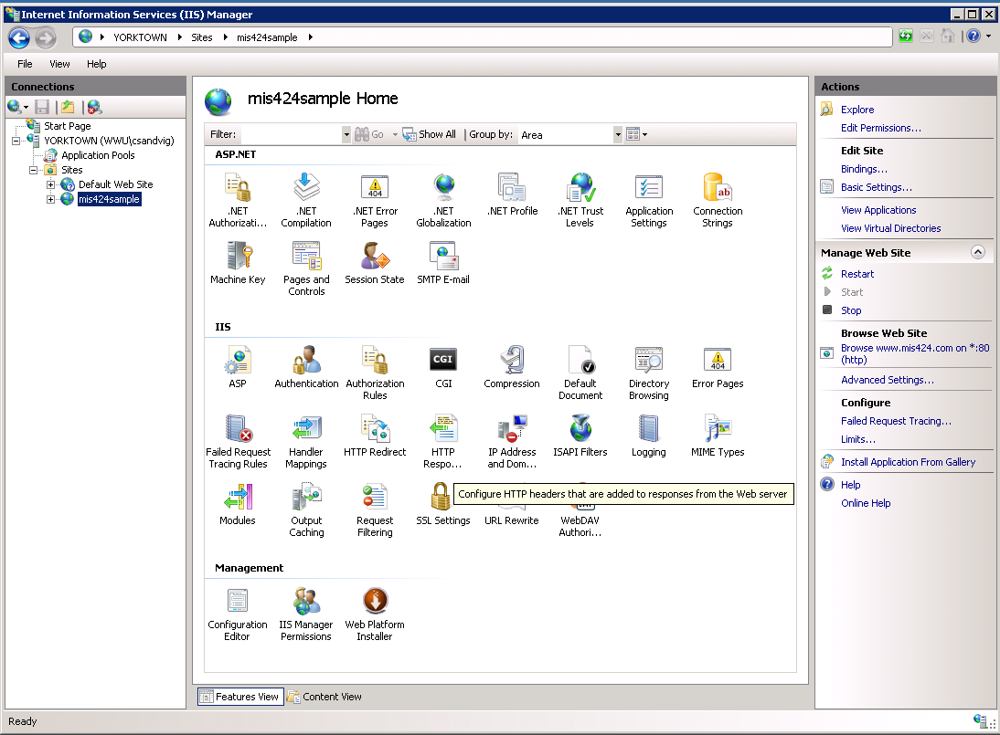 Internet Information Services (IIS) Manager
YORKTOWN Sites mis424sample
File View Help
Connections
Start Page
YORKTOWN (WWU\csandvig)
Application Pools
Sites
Default Web Site
mis424sample
mis424sample Home
Filter: Go Show All Group by: Area
ASP.NET
.NET Authorizati...
.NET Compilation
.NET Error Pages
.NET Globalization
.NET Profile
.NET Trust Levels
Application Settings
Connection Strings
Machine Key
Pages and Controls
Session State
SMTP E-mail
IIS
ASP
Authentication
Authorization Rules
CGI
Compression
Default Document
Directory Browsing
Error Pages
Failed Request Tracing Rules
Handler Mappings
HTTP Redirect
HTTP Respo...
IP Address and Dom...
ISAPI Filters
Logging
MIME Types
Configure HTTP headers that are added to responses from the Web server
Modules
Output Caching
Request Filtering
SSL Settings
URL Rewrite
WebDAV Authori...
Management
Configuration Editor
IIS Manager Permissions
Web Platform Installer
Features View Content View
Actions
Explore
Edit Permissions...
Edit Site
Bindings...
Basic Settings...
View Applications
View Virtual Directories
Manage Web Site
Restart
Start
Stop
Browse Web Site
Browse www.mis424.com on *:80
(http)
Advanced Settings...
Configure
Failed Request Tracing...
Limits...
Install Application From Gallery
Help
Online Help
Ready